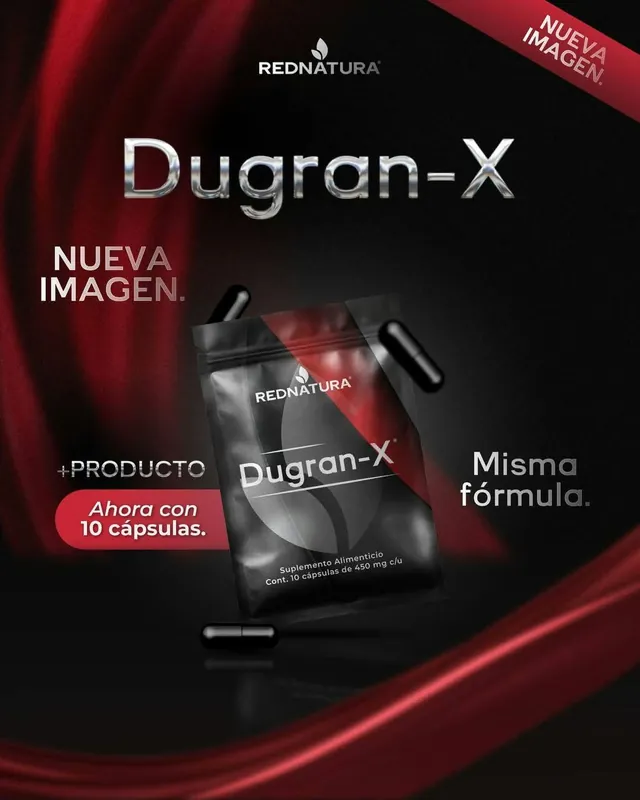 NUEVA
IMAGEN.
REDNATURA
Dugran-X
NUEVA
IMAGEN.
REDNATURA
Dugran-X
+PRODUCTO
Ahora con
10 cápsulas.
Misma
fórmula.
Suplemento Alimenticio
Cont. 10 cápsulas de 450 mg c/u